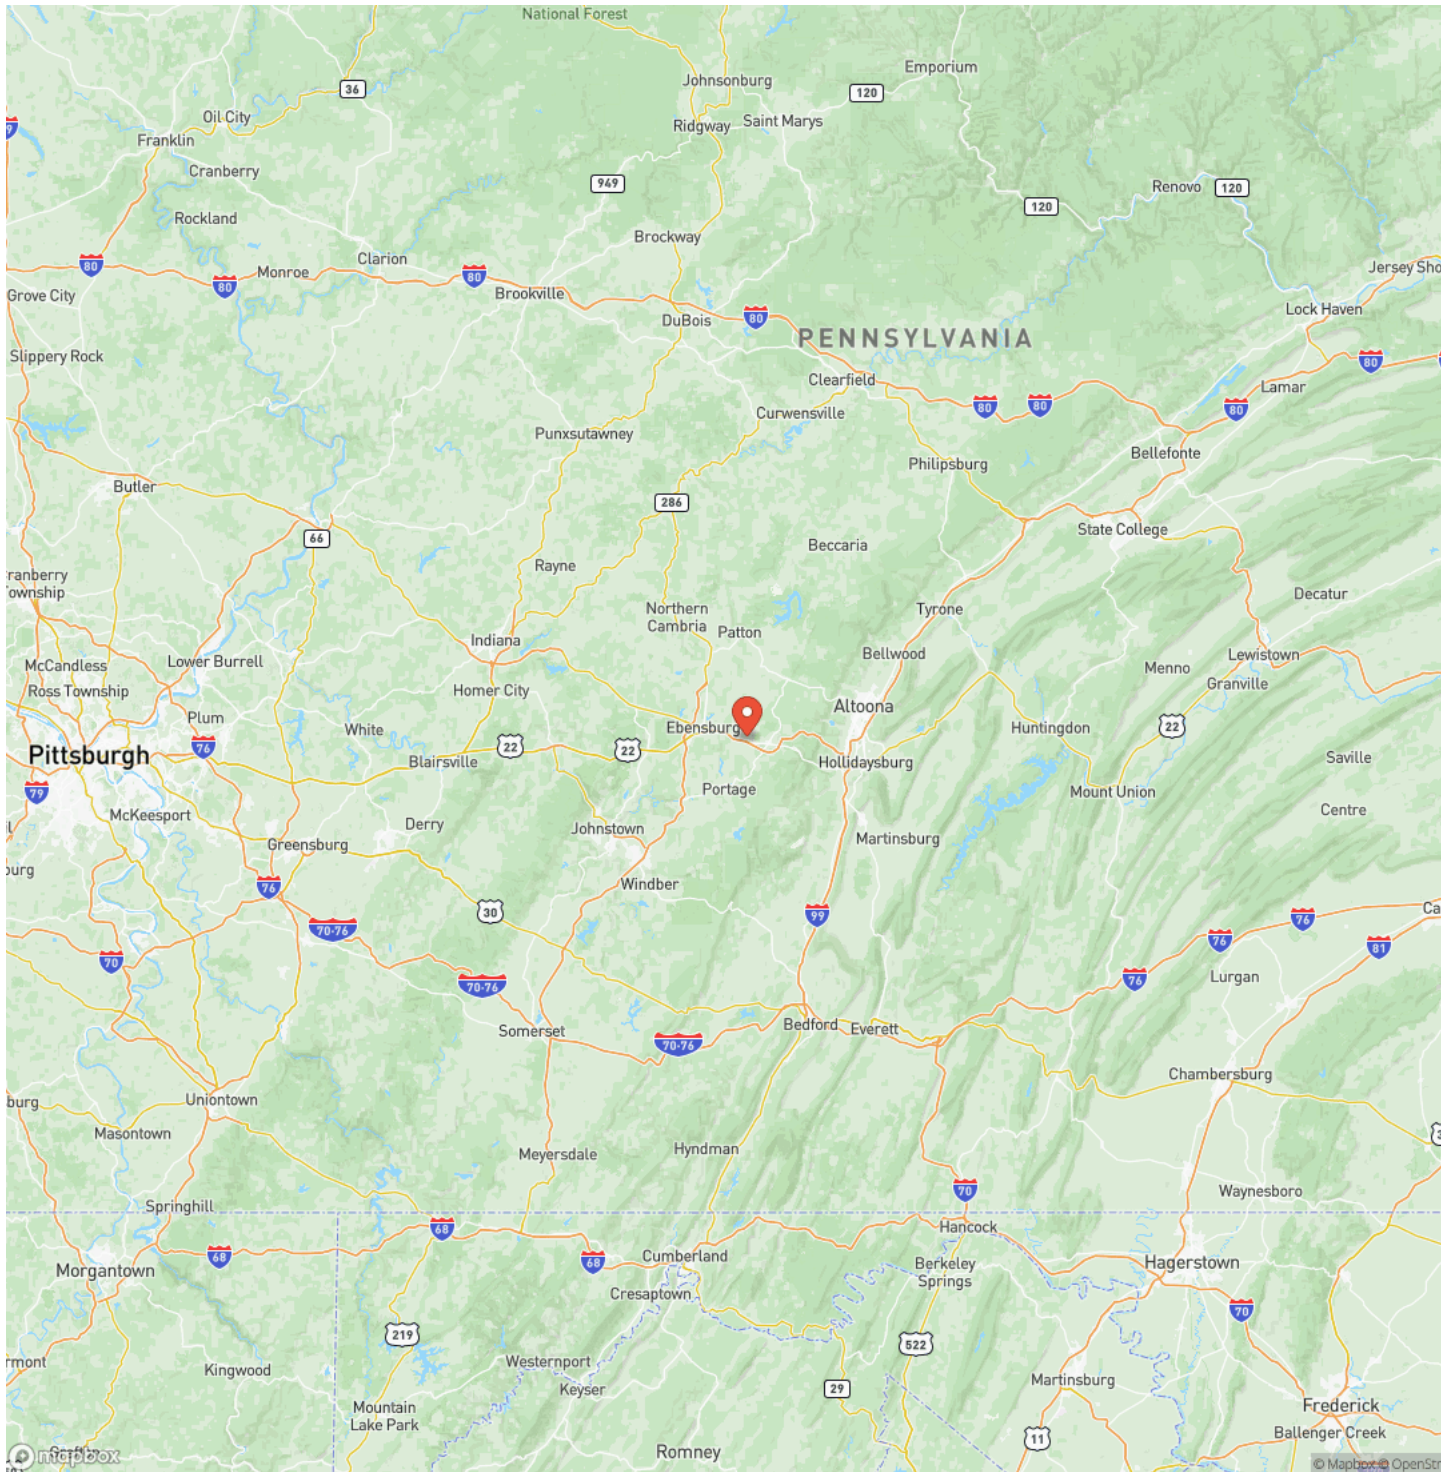 National Forest
Johnsonburg
Emporium
36
120
Oil City
Ridgway
Saint Marys
Franklin
Cranberry
949
Renovo
120
120
Rockland
Brockway
Clarion
Monroe
80
80
80
Jersey Sho
Grove City
Brookville
Lock Haven
DuBois
80
PENNSYLVANIA
Slippery Rock
80
Clearfield
Lamar
80
80
80
Curwensville
Punxsutawney
Bellefonte
Philipsburg
Butler
286
State College
66
Beccaria
Rayne
ranberry
ownship
Decatur
Northern
Cambria
Tyrone
Patton
Indiana
Bellwood
Lewistown
McCandless
Lower Burrell
Menno
Granville
Ross Township
Homer City
Altoona
Plum
White
Ebensburg
Huntingdon
22
Pittsburgh
76
22
22
Blairsville
Hollidaysburg
Saville
79
Portage
Mount Union
McKeesport
Centre
Derry
Johnstown
Greensburg
Martinsburg
burg
76
Windber
30
99
76
Ca
70-76
76
81
70
70-76
76
Lurgan
Somerset
Bedford
Everett
70-76
Chambersburg
burg
Uniontown
Masontown
Meyersdale
Hyndman
70
Waynesboro
Springhill
68
Hancock
68
68
Cumberland
Morgantown
Berkeley
Springs
Hagerstown
Cresaptown
70
219
522
rmont
Kingwood
Westernport
Keyser
29
Martinsburg
Mountain
Lake Park
Frederick
11
Ballenger Creek
Romney
mapbox
© Mapbox © OpenStr